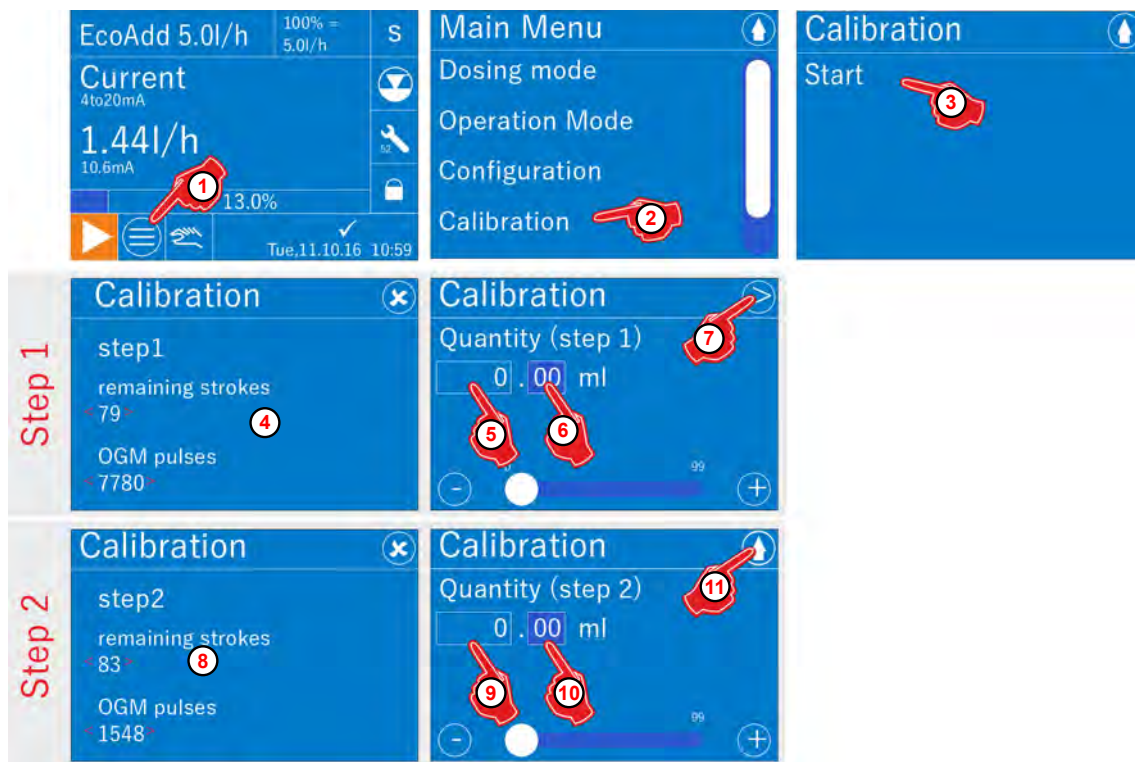 EcoAdd 5.0l/h
100% =
5.0l/h
S
Current
4to20mA
1.44l/h
10.6mA
52
1
13.0%
Tue,11.10.16 10:59
Main Menu
Dosing mode
Operation Mode
Configuration
Calibration
2
Calibration
Start
3
Step 1
Calibration
step1
remaining strokes
<79>
4
OGM pulses
<7780>
Calibration
>
Quantity (step 1)
7
0 . 00 ml
5
6
0 99
- +
Step 2
Calibration
step2
remaining strokes
<83>
8
OGM pulses
<1548>
Calibration
Quantity (step 2)
11
0 . 00 ml
9
10
99
- +